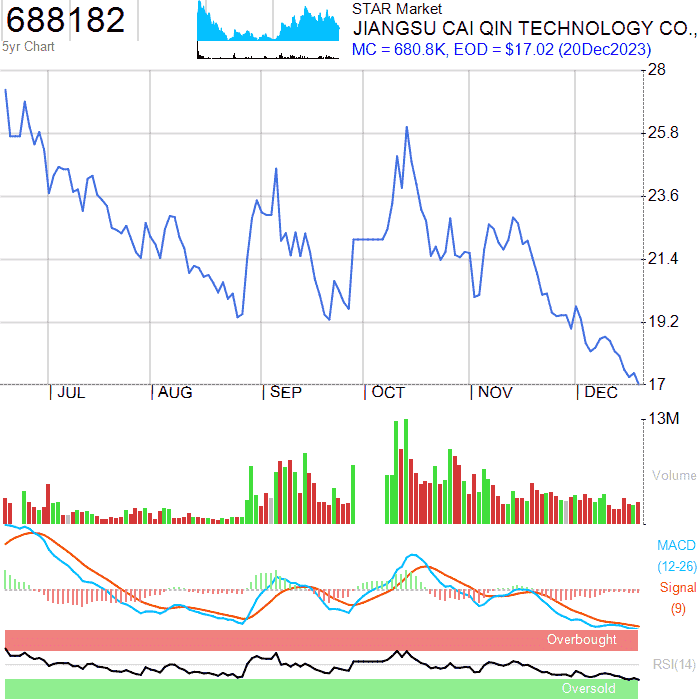 688182
5yr Chart
STAR Market
JIANGSU CAI QIN TECHNOLOGY CO.,
MC = 680.8K, EOD = $17.02 (20Dec2023)
28
25.8
23.6
21.4
19.2
17
JUL AUG SEP OCT NOV DEC
13M
Volume
MACD
(12-26)
Signal
(9)
Overbought
RSI(14)
Oversold